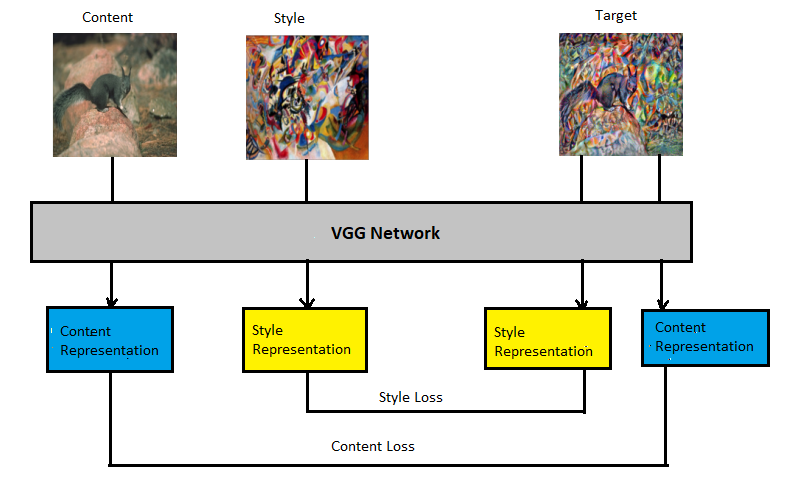 Content
Style
Target
VGG Network
Content
Representation
Style
Representation
Style
Representation
Content
Representation
Style Loss
Content Loss